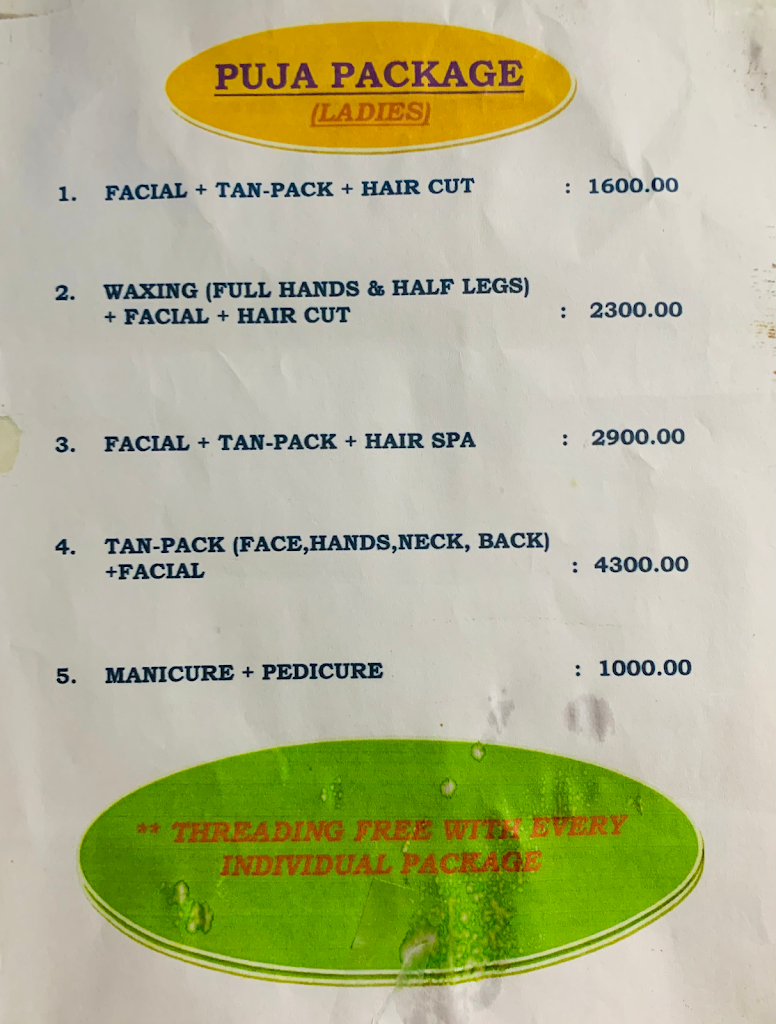 PUJA PACKAGE
(LADIES)
1. FACIAL + TAN-PACK + HAIR CUT : 1600.00
2. WAXING (FULL HANDS & HALF LEGS)
+ FACIAL + HAIR CUT : 2300.00
3. FACIAL + TAN-PACK + HAIR SPA : 2900.00
4. TAN-PACK (FACE,HANDS,NECK, BACK)
+FACIAL : 4300.00
5. MANICURE + PEDICURE : 1000.00
** THREADING FREE WITH EVERY
INDIVIDUAL PACKAGE